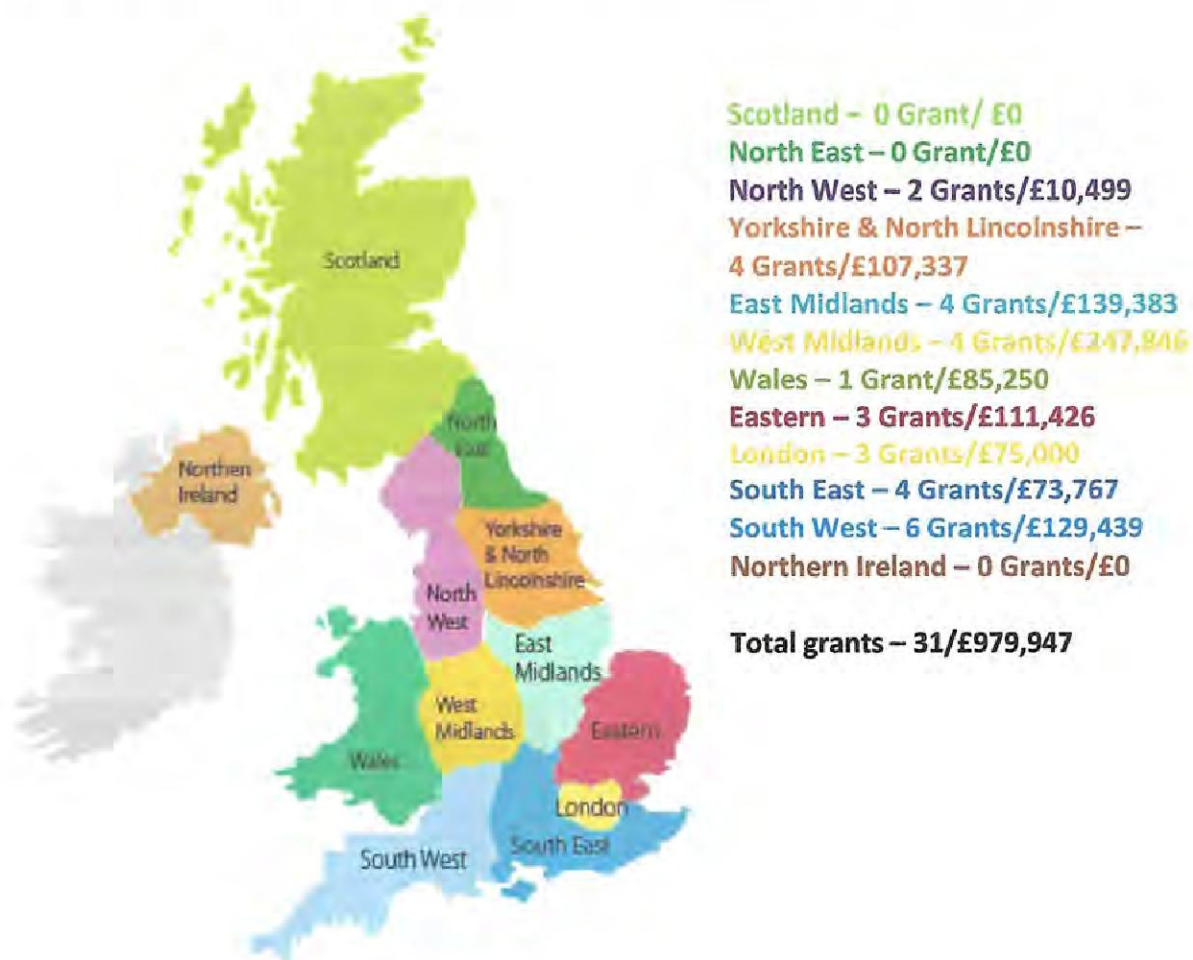 Scotland
North
East
Northen
Ireland
Yorkshire
& North
Lincolnshire
North
West
East
Midlands
West
Midlands
Eastern
Wales
London
South East
South West
Scotland – 0 Grant/ £0
North East – 0 Grant/£0
North West – 2 Grants/£10,499
Yorkshire & North Lincolnshire –
4 Grants/£107,337
East Midlands – 4 Grants/£139,383
West Midlands – 4 Grants/£247,846
Wales – 1 Grant/£85,250
Eastern – 3 Grants/£111,426
London – 3 Grants/£75,000
South East – 4 Grants/£73,767
South West – 6 Grants/£129,439
Northern Ireland – 0 Grants/£0
Total grants – 31/£979,947